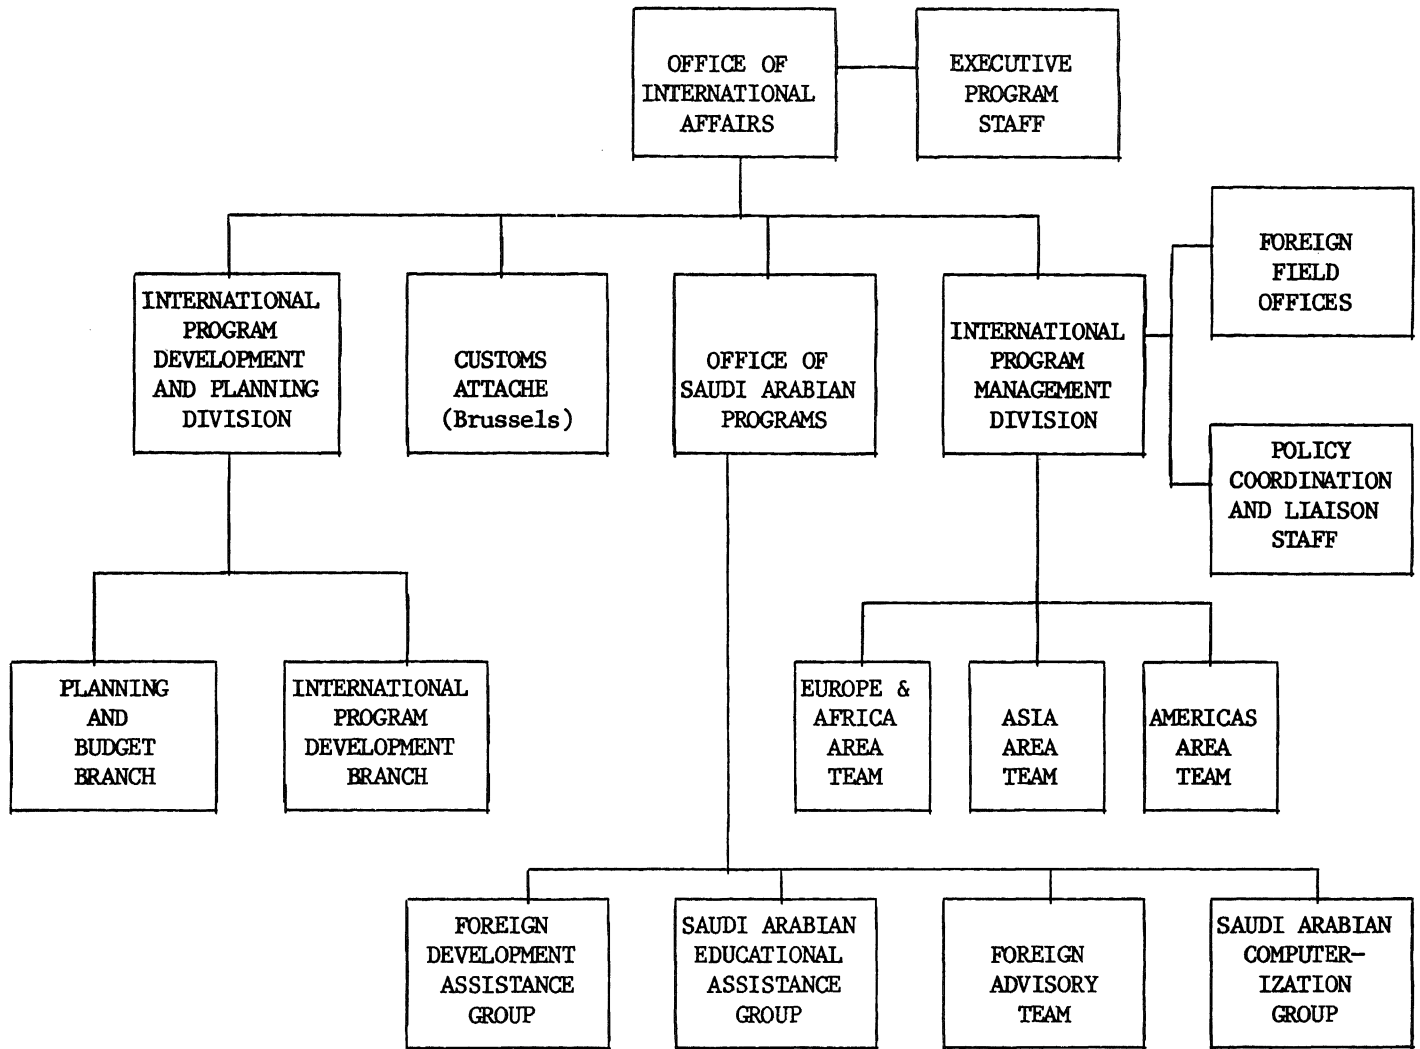 OFFICE OF
INTERNATIONAL
AFFAIRS
EXECUTIVE
PROGRAM
STAFF
INTERNATIONAL
PROGRAM
DEVELOPMENT
AND PLANNING
DIVISION
CUSTOMS
ATTACHE
(Brussels)
OFFICE OF
SAUDI ARABIAN
PROGRAMS
INTERNATIONAL
PROGRAM
MANAGEMENT
DIVISION
FOREIGN
FIELD
OFFICES
POLICY
COORDINATION
AND LIAISON
STAFF
PLANNING
AND
BUDGET
BRANCH
INTERNATIONAL
PROGRAM
DEVELOPMENT
BRANCH
EUROPE &
AFRICA
AREA
TEAM
ASIA
AREA
TEAM
AMERICAS
AREA
TEAM
FOREIGN
DEVELOPMENT
ASSISTANCE
GROUP
SAUDI ARABIAN
EDUCATIONAL
ASSISTANCE
GROUP
FOREIGN
ADVISORY
TEAM
SAUDI ARABIAN
COMPUTER-
IZATION
GROUP